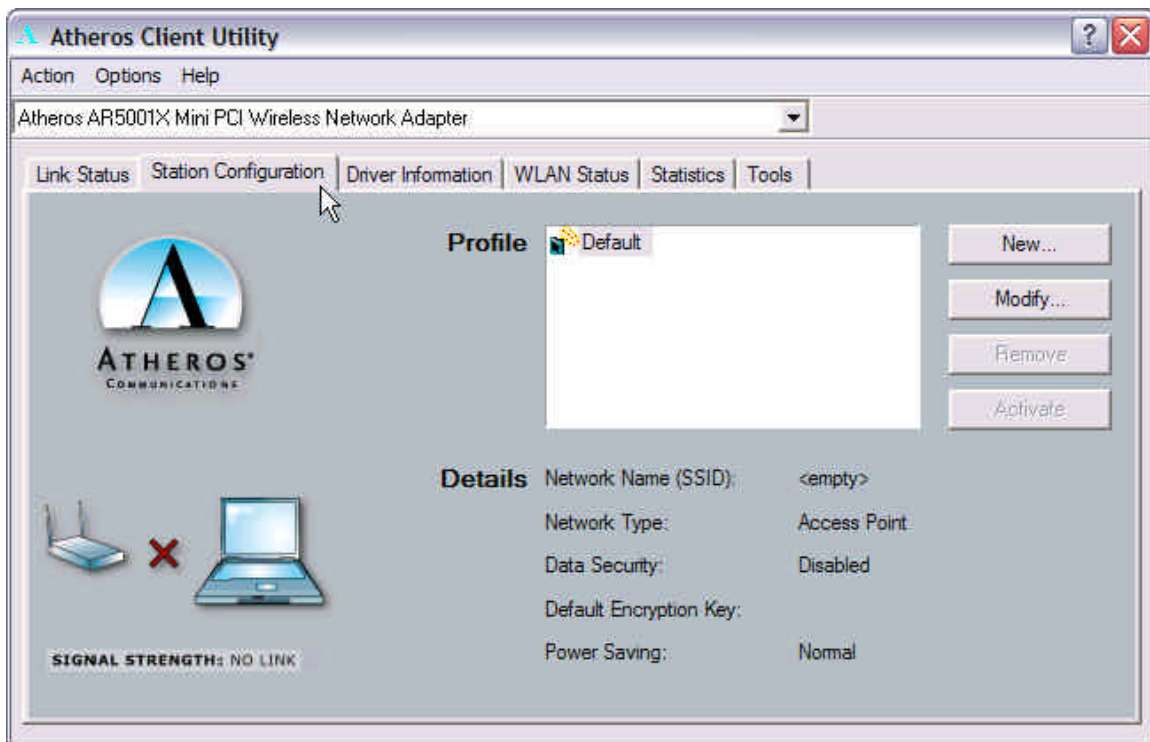 Atheros Client Utility
Action Options Help
Atheros AR5001X Mini PCI Wireless Network Adapter
Link Status Station Configuration Driver Information WLAN Status Statistics Tools
Profile
Default
New...
Modify...
Remove
Activate
ATHEROS
COMMUNICATIONS
Details
Network Name (SSID): <empty>
Network Type: Access Point
Data Security: Disabled
Default Encryption Key:
Power Saving: Normal
SIGNAL STRENGTH: NO LINK